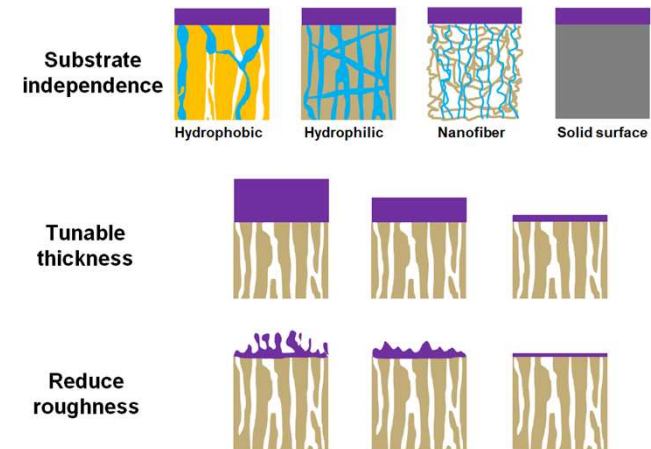 Substrate
independence
Hydrophobic
Hydrophilic
Nanofiber
Solid surface
Tunable
thickness
Reduce
roughness